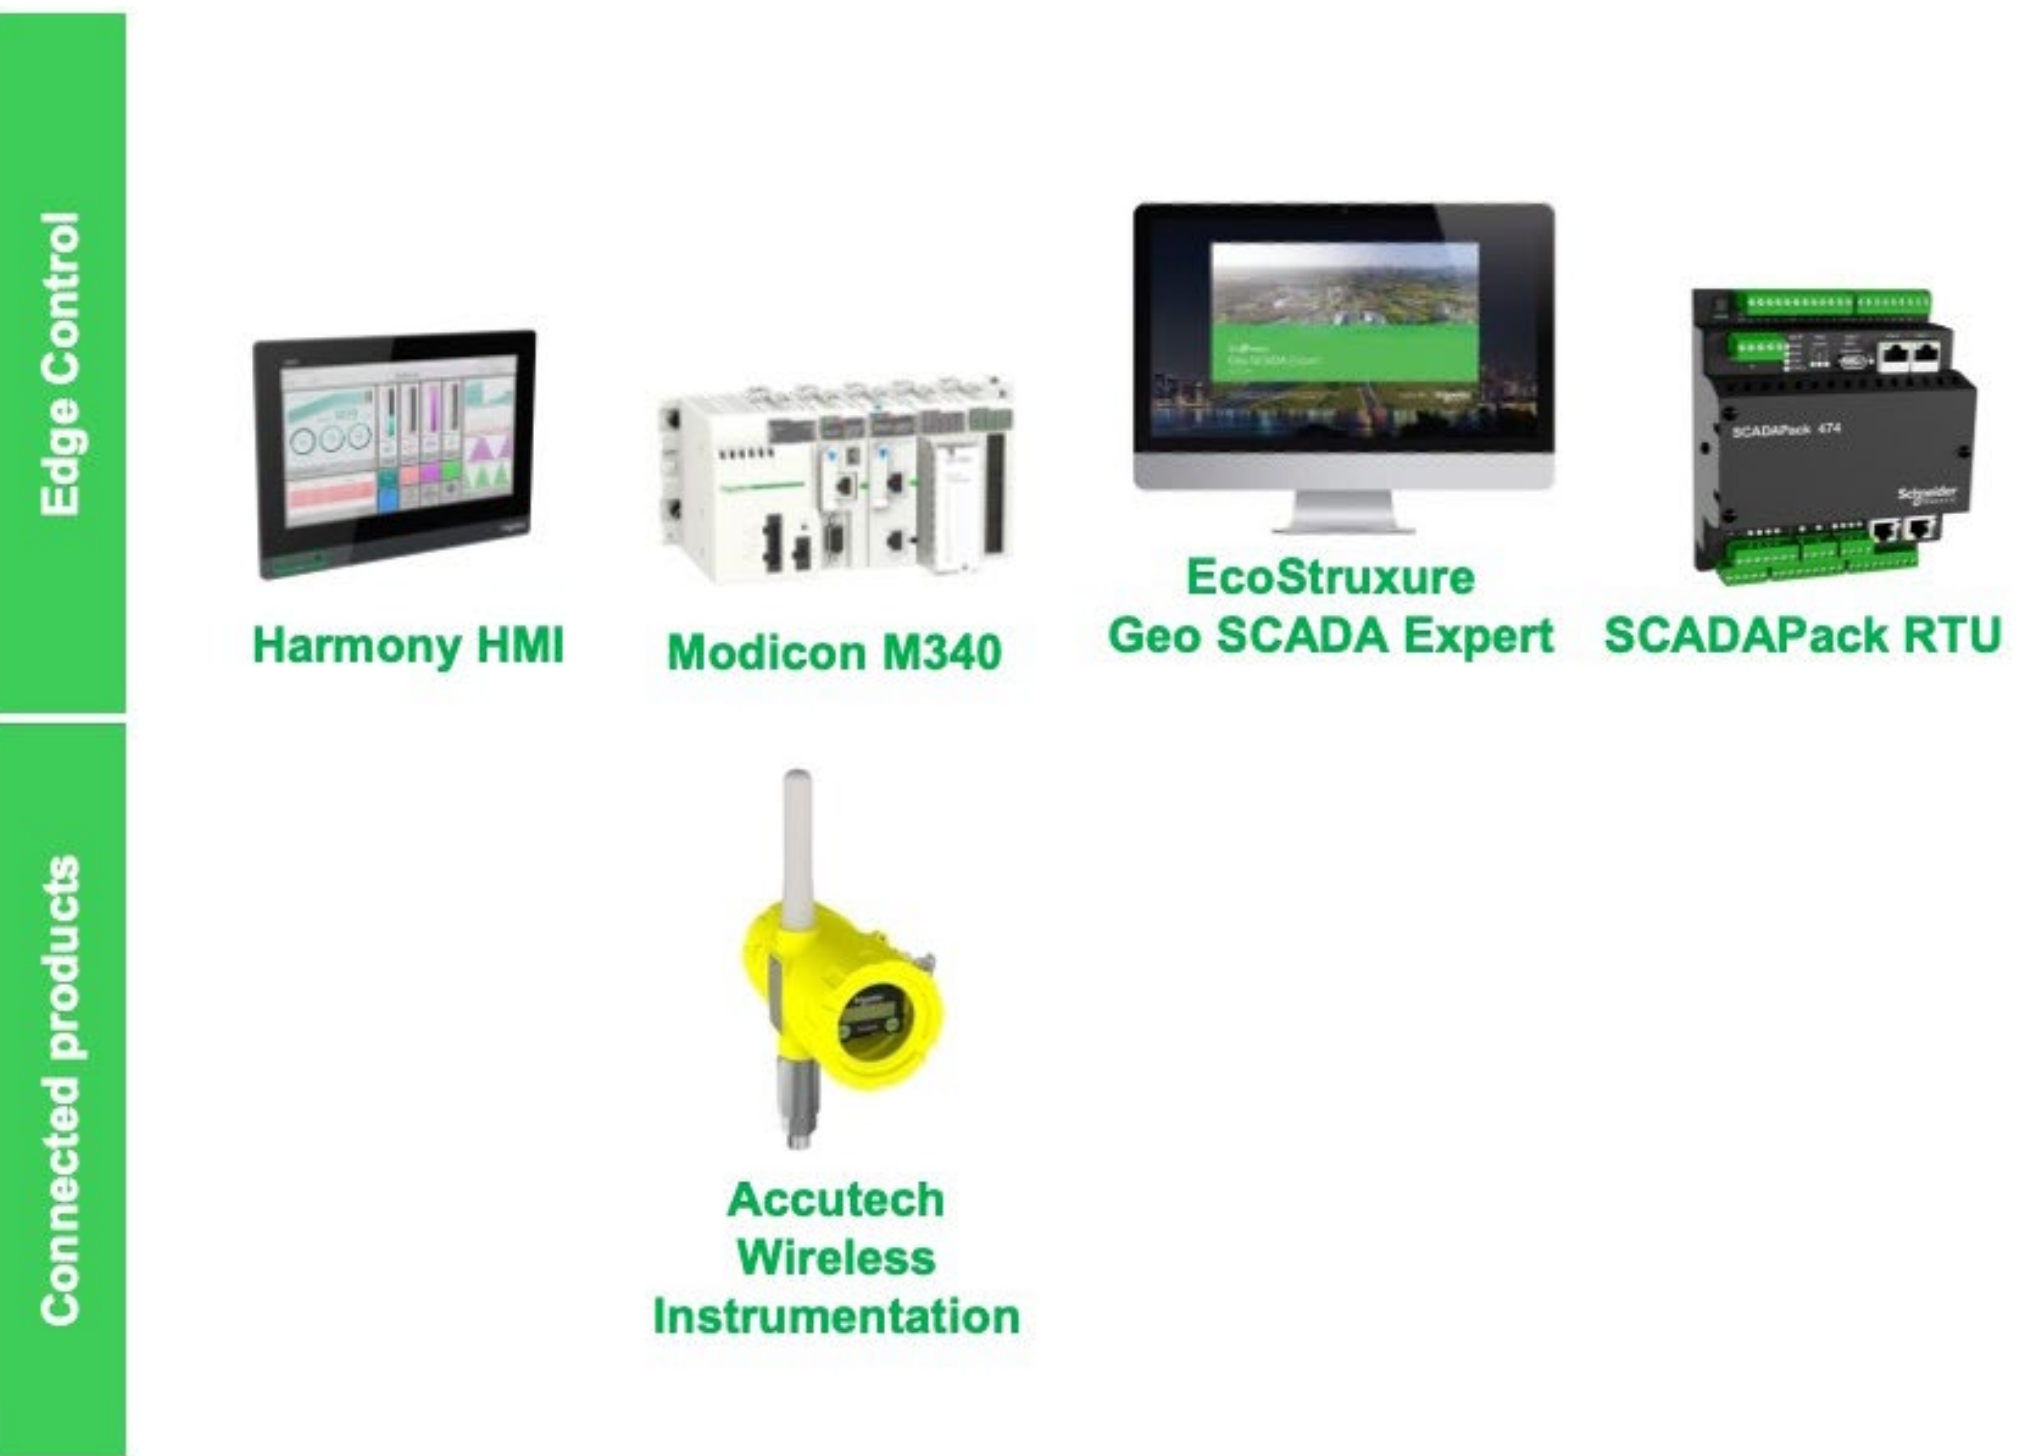 Edge Control
SCADAPack 474
Schneider
Harmony HMI
Modicon M340
EcoStruxure
Geo SCADA Expert
SCADAPack RTU
Connected products
Accutech
Wireless
Instrumentation